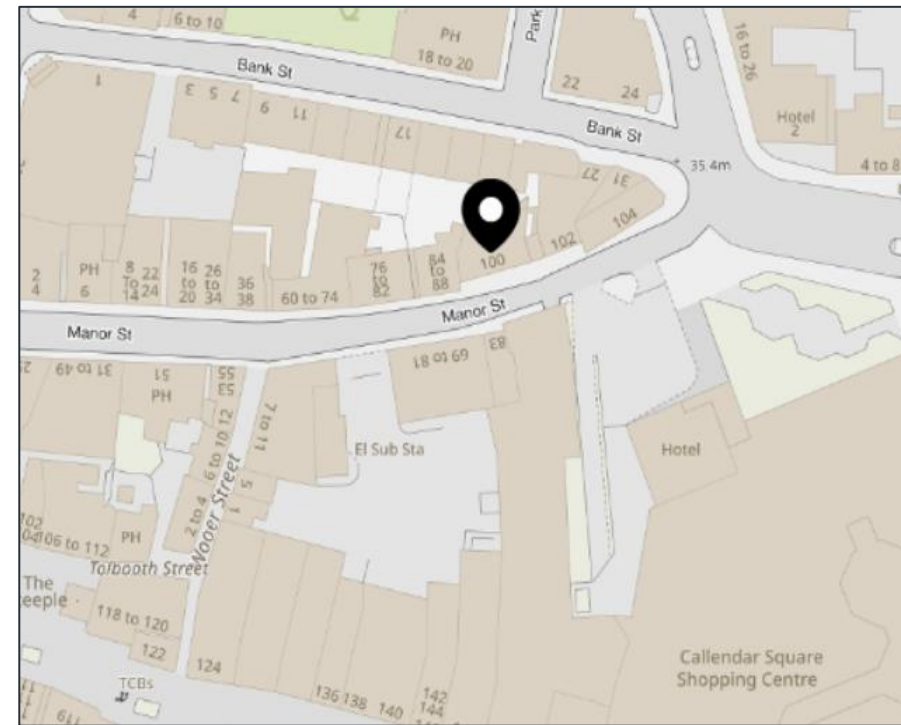 4
6 to 10
PH
18 to 20
Park
16 to 26
Bank St
1
3
5
7
9
11
17
22
24
Bank St
Hotel
2
35.4m
4 to 8
27
31
104
102
100
84
to
88
76
to
82
60 to 74
36
38
26
to
34
16
to
20
22
24
8
To
14
PH
6
2
4
Manor St
Manor St
83
69 to 81
31 to 49
51
PH
55
53
7 to 11
6 to 10
12
El Sub Sta
Hotel
5
1
2 to 4
Nooer Street
102
104
106 to 112
PH
Tolbooth Street
The
eeple
118 to 120
122
124
TCBs
136
138
140
142
144
119
11
Callendar Square
Shopping Centre